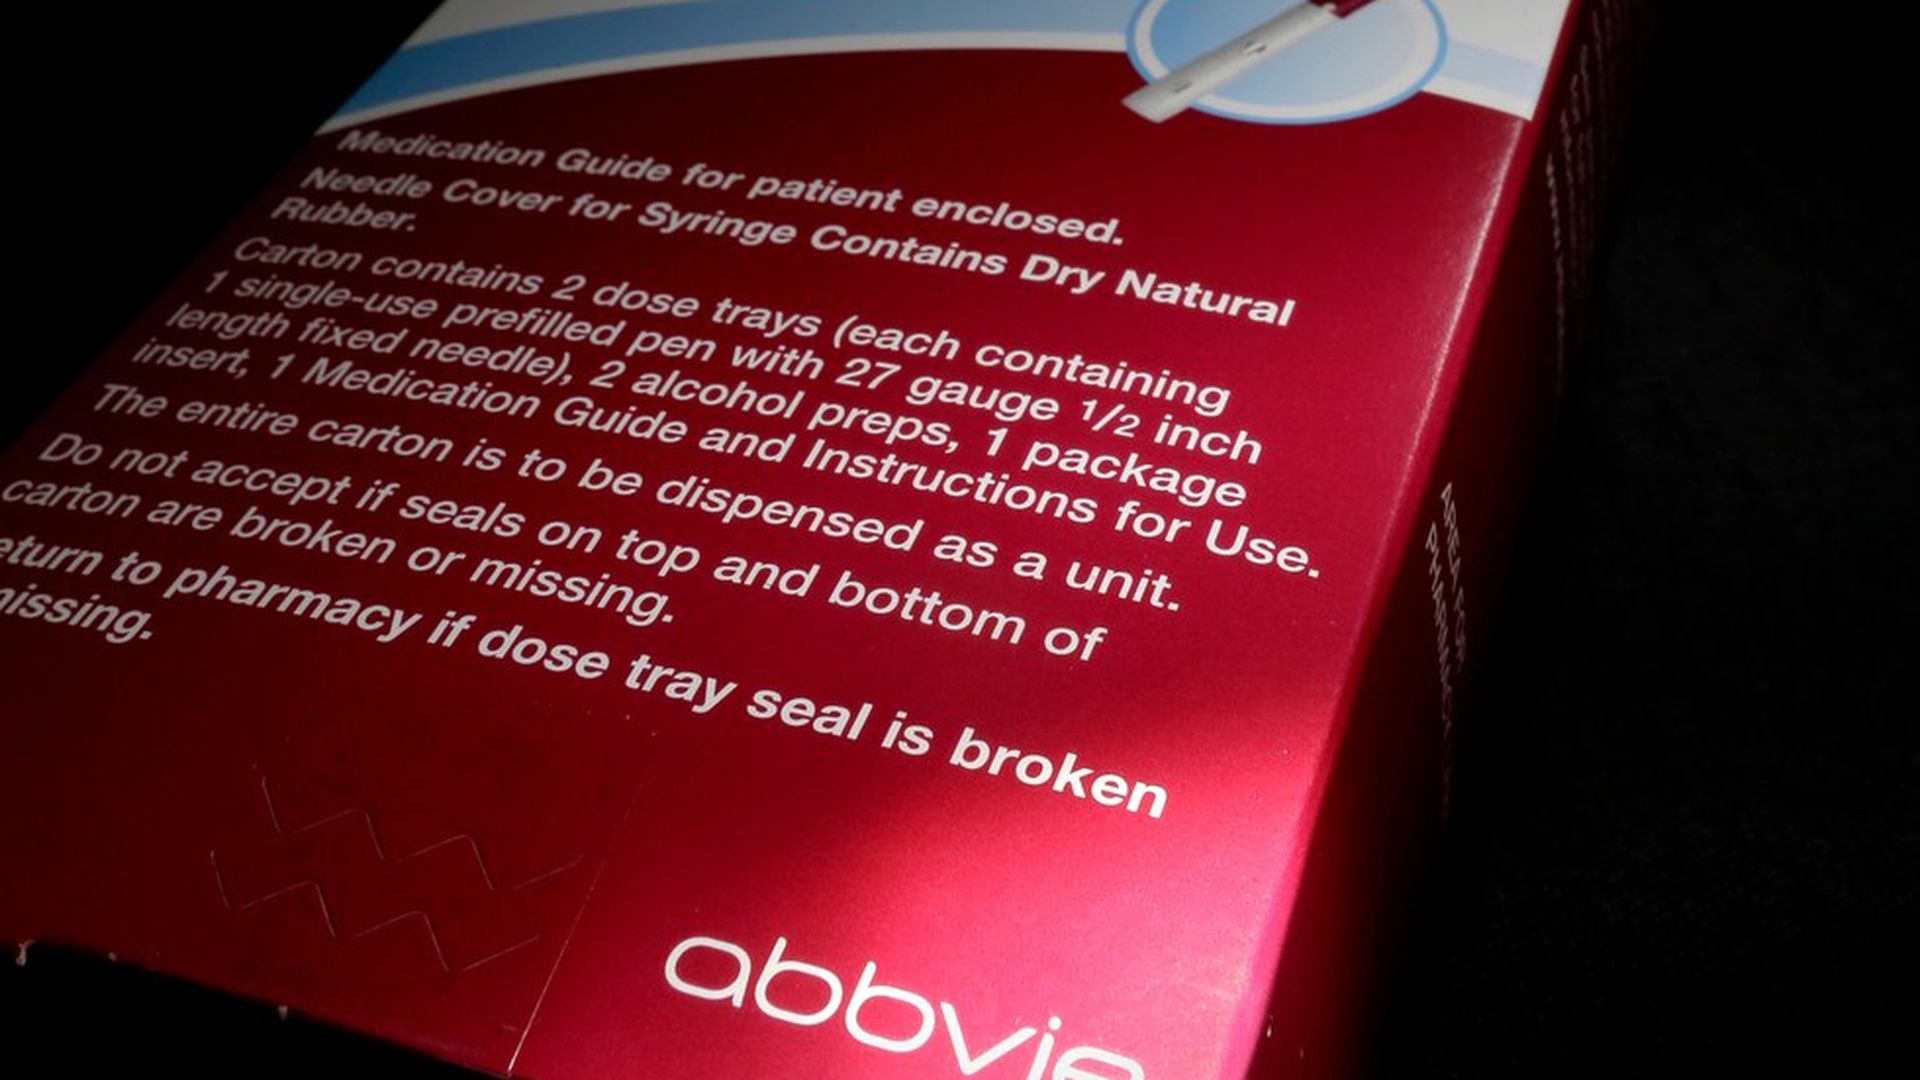 Medication Guide for patient enclosed.
Needle Cover for Syringe Contains Dry Natural
Rubber.
Carton contains 2 dose trays (each containing
1 single-use prefilled pen with 27 gauge 1/2 inch
length fixed needle), 2 alcohol preps, 1 package
insert, 1 Medication Guide and Instructions for Use.
The entire carton is to be dispensed as a unit.
Do not accept if seals on top and bottom of
carton are broken or missing.
eturn to pharmacy if dose tray seal is broken
missing.
abbvie
AREA FOR
PHARMACY